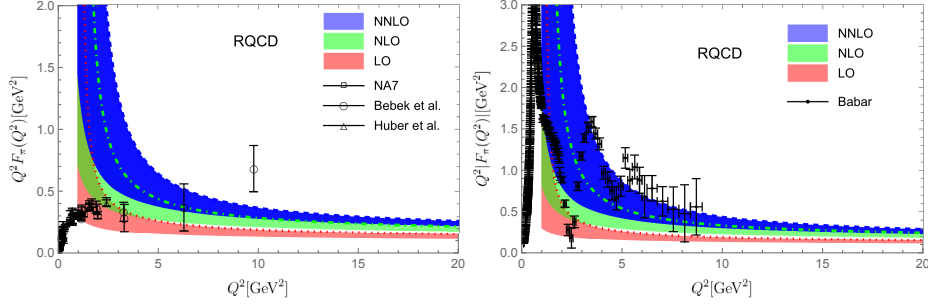 RQCD
NNLO
NLO
LO
NA7
Bebek et al.
Huber et al.
Q²F_π(Q²)[GeV²]
2.0
1.5
1.0
0.5
0.0
0
5
10
15
20
Q²[GeV²]
RQCD
NNLO
NLO
LO
Babar
Q²|F_π(Q²)|[GeV²]
3.0
2.5
2.0
1.5
1.0
0.5
0.0
0
5
10
15
20
Q²[GeV²]